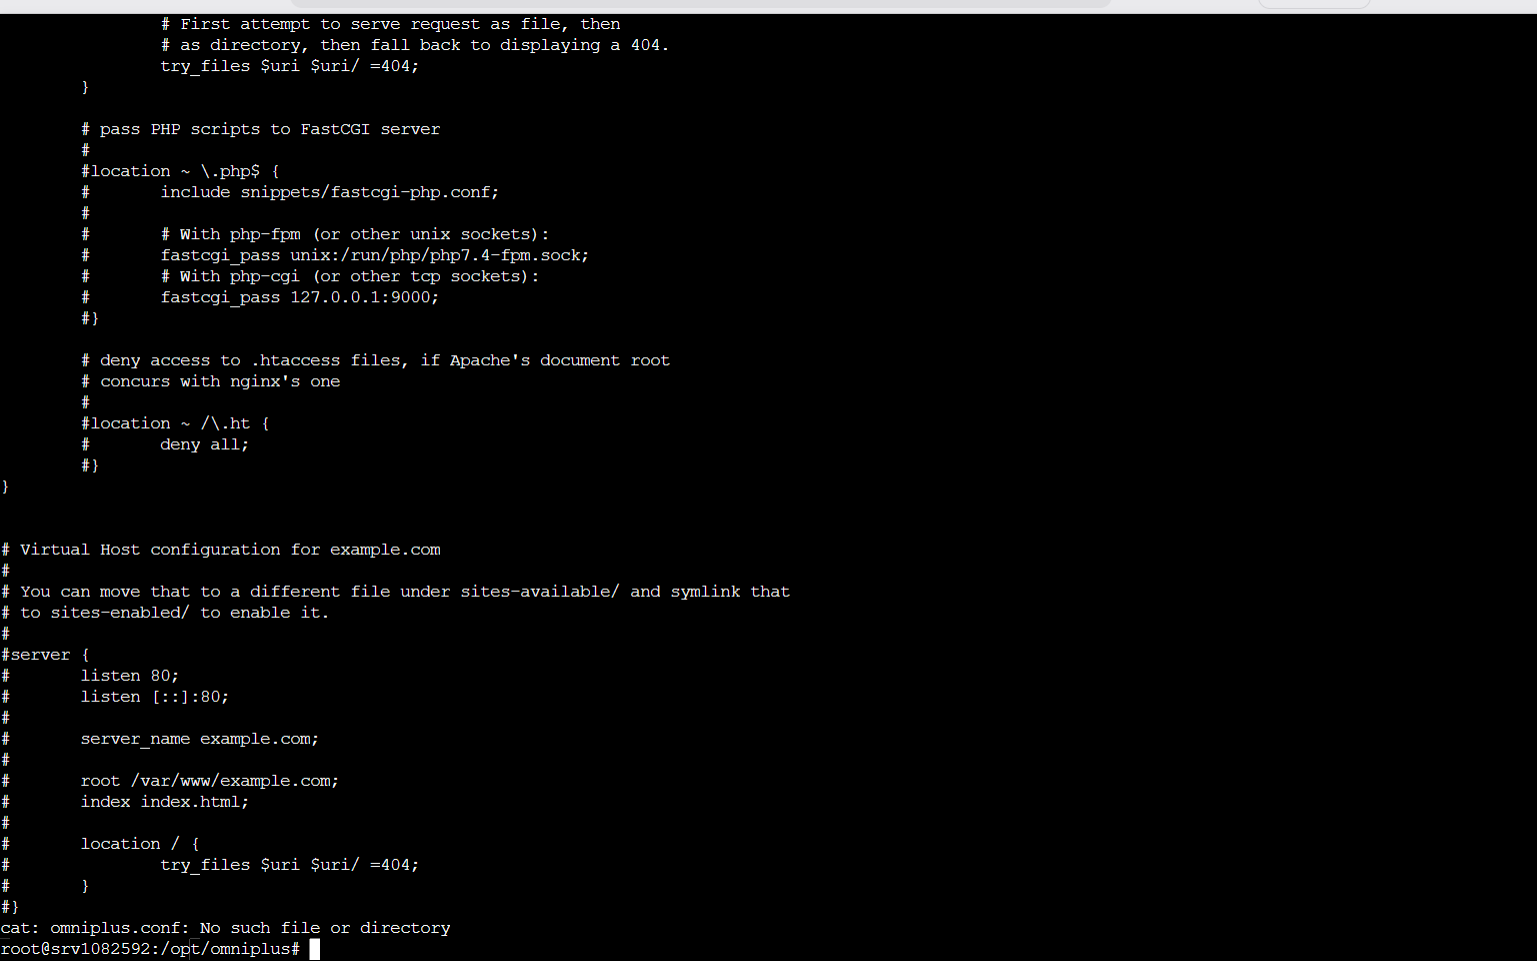 # First attempt to serve request as file, then
# as directory, then fall back to displaying a 404.
try_files $uri $uri/ =404;
}
# pass PHP scripts to FastCGI server
#
#location ~ \.php$ {
#       include snippets/fastcgi-php.conf;
#
#       # With php-fpm (or other unix sockets):
#       fastcgi_pass unix:/run/php/php7.4-fpm.sock;
#       # With php-cgi (or other tcp sockets):
#       fastcgi_pass 127.0.0.1:9000;
#}
# deny access to .htaccess files, if Apache's document root
# concurs with nginx's one
#
#location ~ /\.ht {
#       deny all;
#}
}
# Virtual Host configuration for example.com
#
# You can move that to a different file under sites-available/ and symlink that
# to sites-enabled/ to enable it.
#
#server {
#       listen 80;
#       listen [::]:80;
#
#       server_name example.com;
#
#       root /var/www/example.com;
#       index index.html;
#
#       location / {
#               try_files $uri $uri/ =404;
#       }
#}
cat: omniplus.conf: No such file or directory
root@srv1082592:/opt/omniplus#